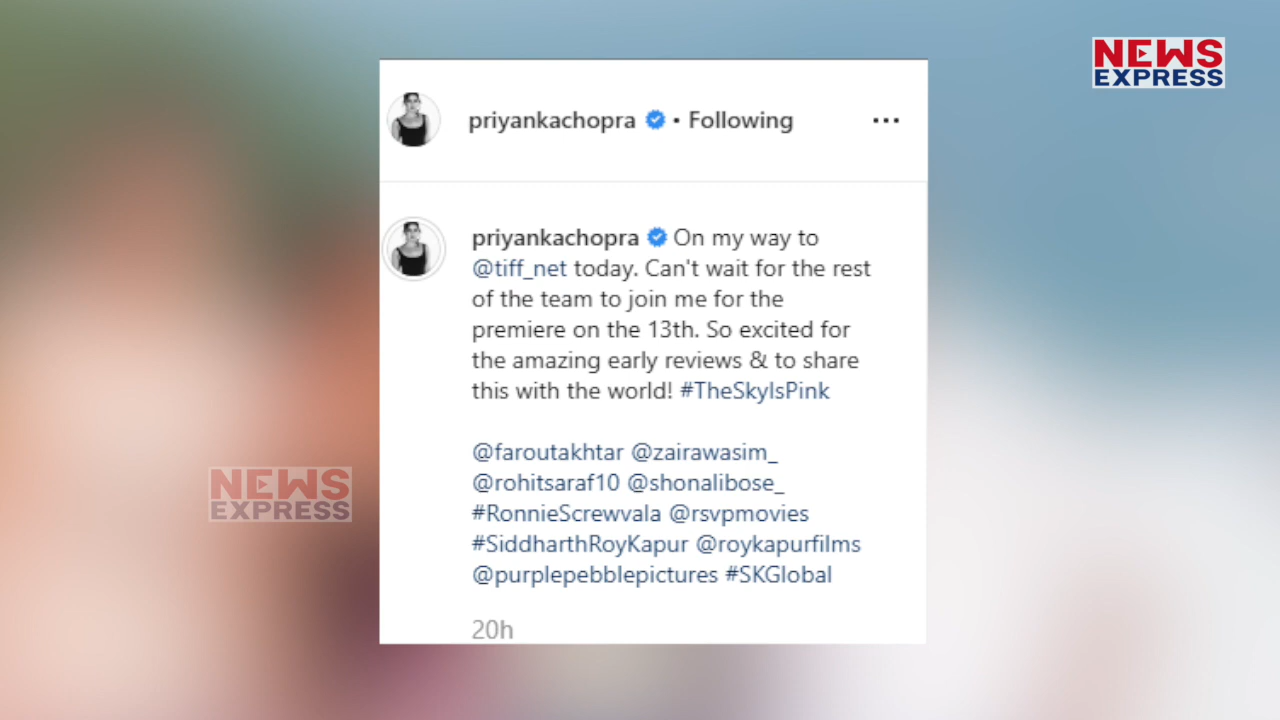 NEWS
EXPRESS
priyankachopra • Following
priyankachopra On my way to
@tiff_net today. Can't wait for the rest
of the team to join me for the
premiere on the 13th. So excited for
the amazing early reviews & to share
this with the world! #TheSkyIsPink
@faroutakhtar @zairawasim_
@rohitsaraf10 @shonalibose_
#RonnieScrewvala @rsvpmovies
#SiddharthRoyKapur @roykapurfilms
@purplepebblepictures #SKGlobal
20h
NEWS
EXPRESS